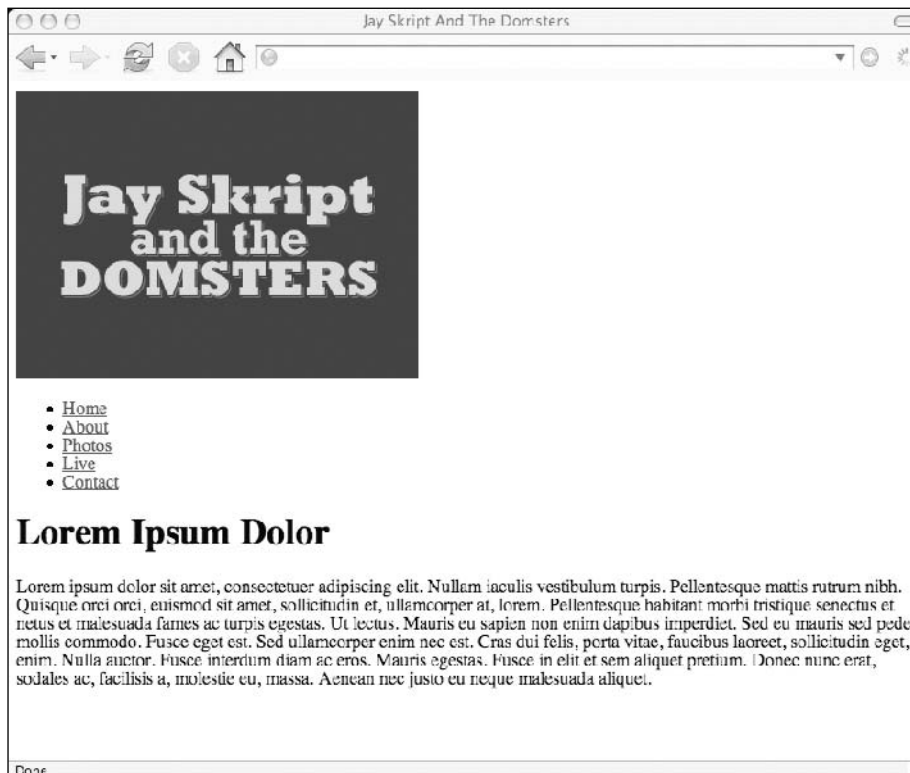 Jay Skript And The Domsters
Jay Skript
and the
DOMSTERS
Home
About
Photos
Live
Contact
Lorem Ipsum Dolor
Lorem ipsum dolor sit amet, consectetuer adipiscing elit. Nullam iaculis vestibulum turpis. Pellentesque mattis rutrum nibh.
Quisque orci orci, euismod sit amet, sollicitudin et, ullamcorper at, lorem. Pellentesque habitant morbi tristique senectus et
netus et malesuada fames ac turpis egestas. Ut lectus. Mauris eu sapien non enim dapibus imperdiet. Sed eu mauris sed pede
mollis commodo. Fusce eget est. Sed ullamcorper enim nec est. Cras dui felis, porta vitae, faucibus laoreet, sollicitudin eget,
enim. Nulla auctor. Fusce interdum diam ac eros. Mauris egestas. Fusce in elit et sem aliquet pretium. Donec nunc erat,
sodales ac, facilisis a, molestie eu, massa. Aenean nec justo eu neque malesuada aliquet.
Done